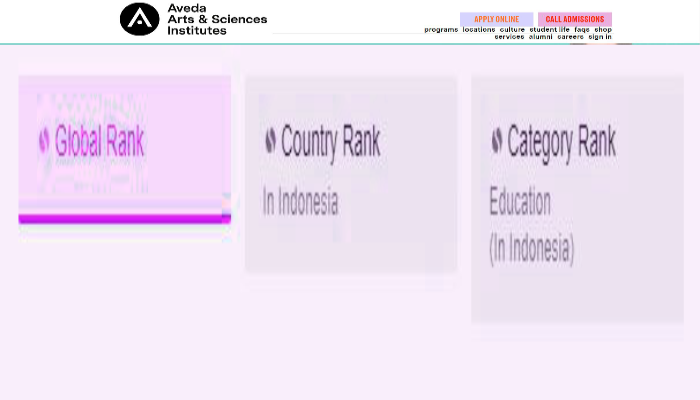 Aveda
Arts & Sciences
Institutes
APPLY ONLINE
CALL ADMISSIONS
programs locations culture student life faqs shop
services alumni careers sign in
Global Rank
Country Rank
In Indonesia
Category Rank
Education
(In Indonesia)